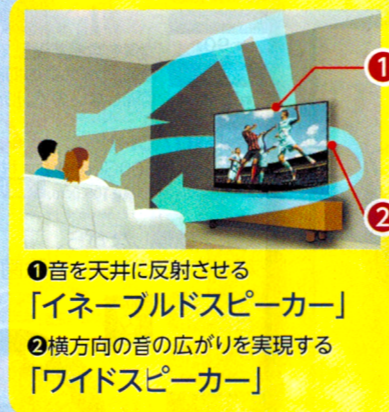 ❶
❷
❶音を天井に反射させる
「イネーブルドスピーカー」
❷横方向の音の広がりを実現する
「ワイドスピーカー」